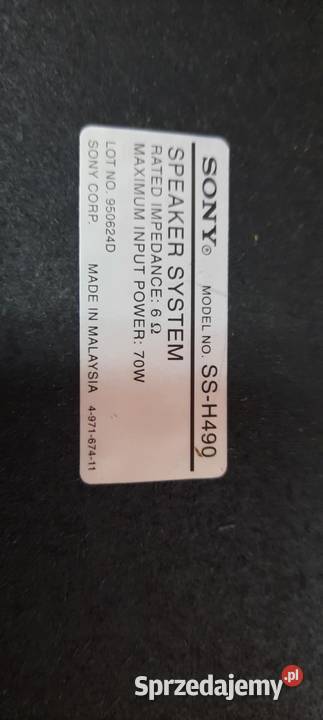 SONY® MODEL NO. SS-H490
SPEAKER SYSTEM
RATED IMPEDANCE: 6 Ω
MAXIMUM INPUT POWER: 70W
LOT NO. 950624D
SONY CORP. MADE IN MALAYSIA 4-971-674-11
Sprzedajemy.pl